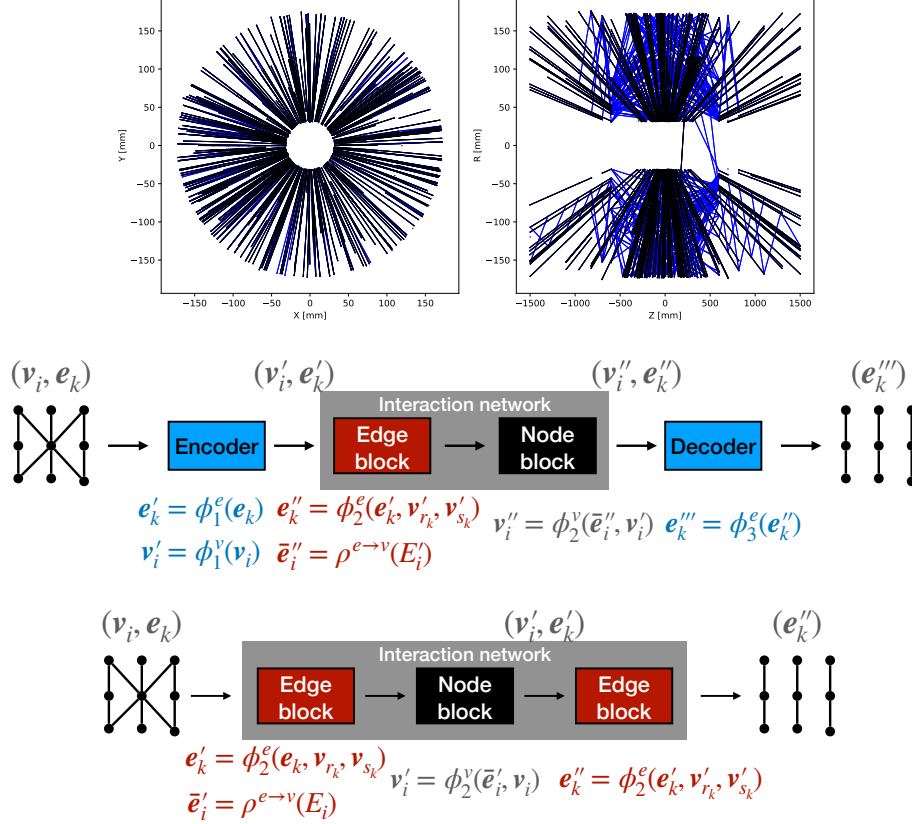 175
150
100
50
0
−50
−100
−150
Y [mm]
−150 −100 −50 0 50 100 150
X [mm]
150
100
50
0
−50
−100
−150
R [mm]
−1500 −1000 −500 0 500 1000 1500
Z [mm]
(v_i, e_k) (v′_i, e′_k) (v″_i, e″_k) (e‴_k)
Interaction network
Encoder
Edge block
Node block
Decoder
e′_k = ϕ^e_1(e_k) e″_k = ϕ^e_2(e′_k, v′_{r_k}, v′_{s_k}) v″_i = ϕ^v_2(ē″_i, v′_i) e‴_k = ϕ^e_3(e″_k)
v′_i = ϕ^v_1(v_i) ē″_i = ρ^{e→v}(E′_i)
(v_i, e_k) (v′_i, e′_k) (e″_k)
Interaction network
Edge block
Node block
Edge block
e′_k = ϕ^e_2(e_k, v_{r_k}, v_{s_k}) v′_i = ϕ^v_2(ē′_i, v_i) e″_k = ϕ^e_2(e′_k, v′_{r_k}, v′_{s_k})
ē′_i = ρ^{e→v}(E_i)